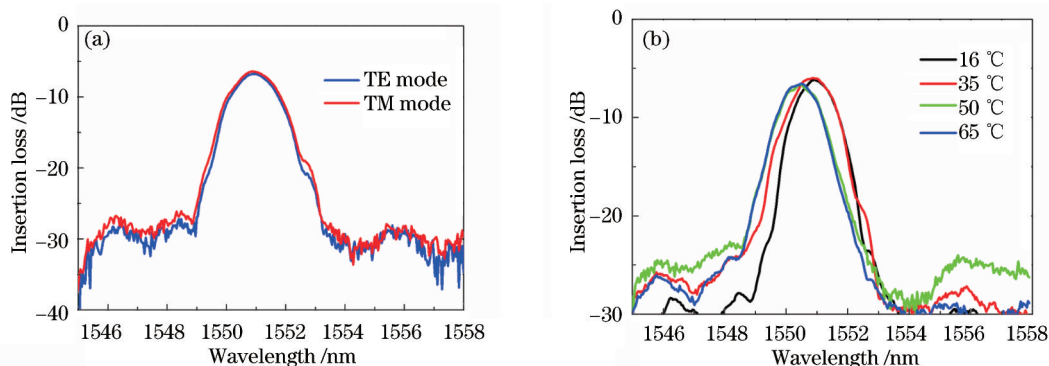 (a)
0
-10
-20
-30
-40
Insertion loss /dB
TE mode
TM mode
1546 1548 1550 1552 1554 1556 1558
Wavelength /nm
(b)
0
-10
-20
-30
Insertion loss /dB
16 ℃
35 ℃
50 ℃
65 ℃
1546 1548 1550 1552 1554 1556 1558
Wavelength /nm